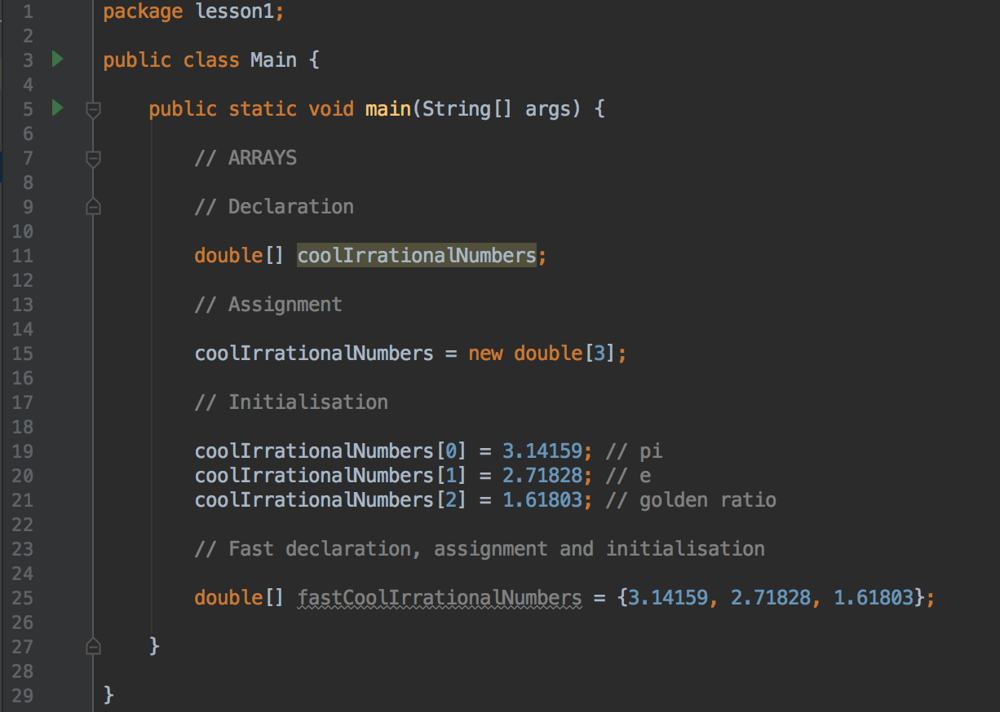 1 package lesson1;
2
3 public class Main {
4
5 public static void main(String[] args) {
6
7 // ARRAYS
8
9 // Declaration
10
11 double[] coolIrrationalNumbers;
12
13 // Assignment
14
15 coolIrrationalNumbers = new double[3];
16
17 // Initialisation
18
19 coolIrrationalNumbers[0] = 3.14159; // pi
20 coolIrrationalNumbers[1] = 2.71828; // e
21 coolIrrationalNumbers[2] = 1.61803; // golden ratio
22
23 // Fast declaration, assignment and initialisation
24
25 double[] fastCoolIrrationalNumbers = {3.14159, 2.71828, 1.61803};
26
27 }
28
29 }